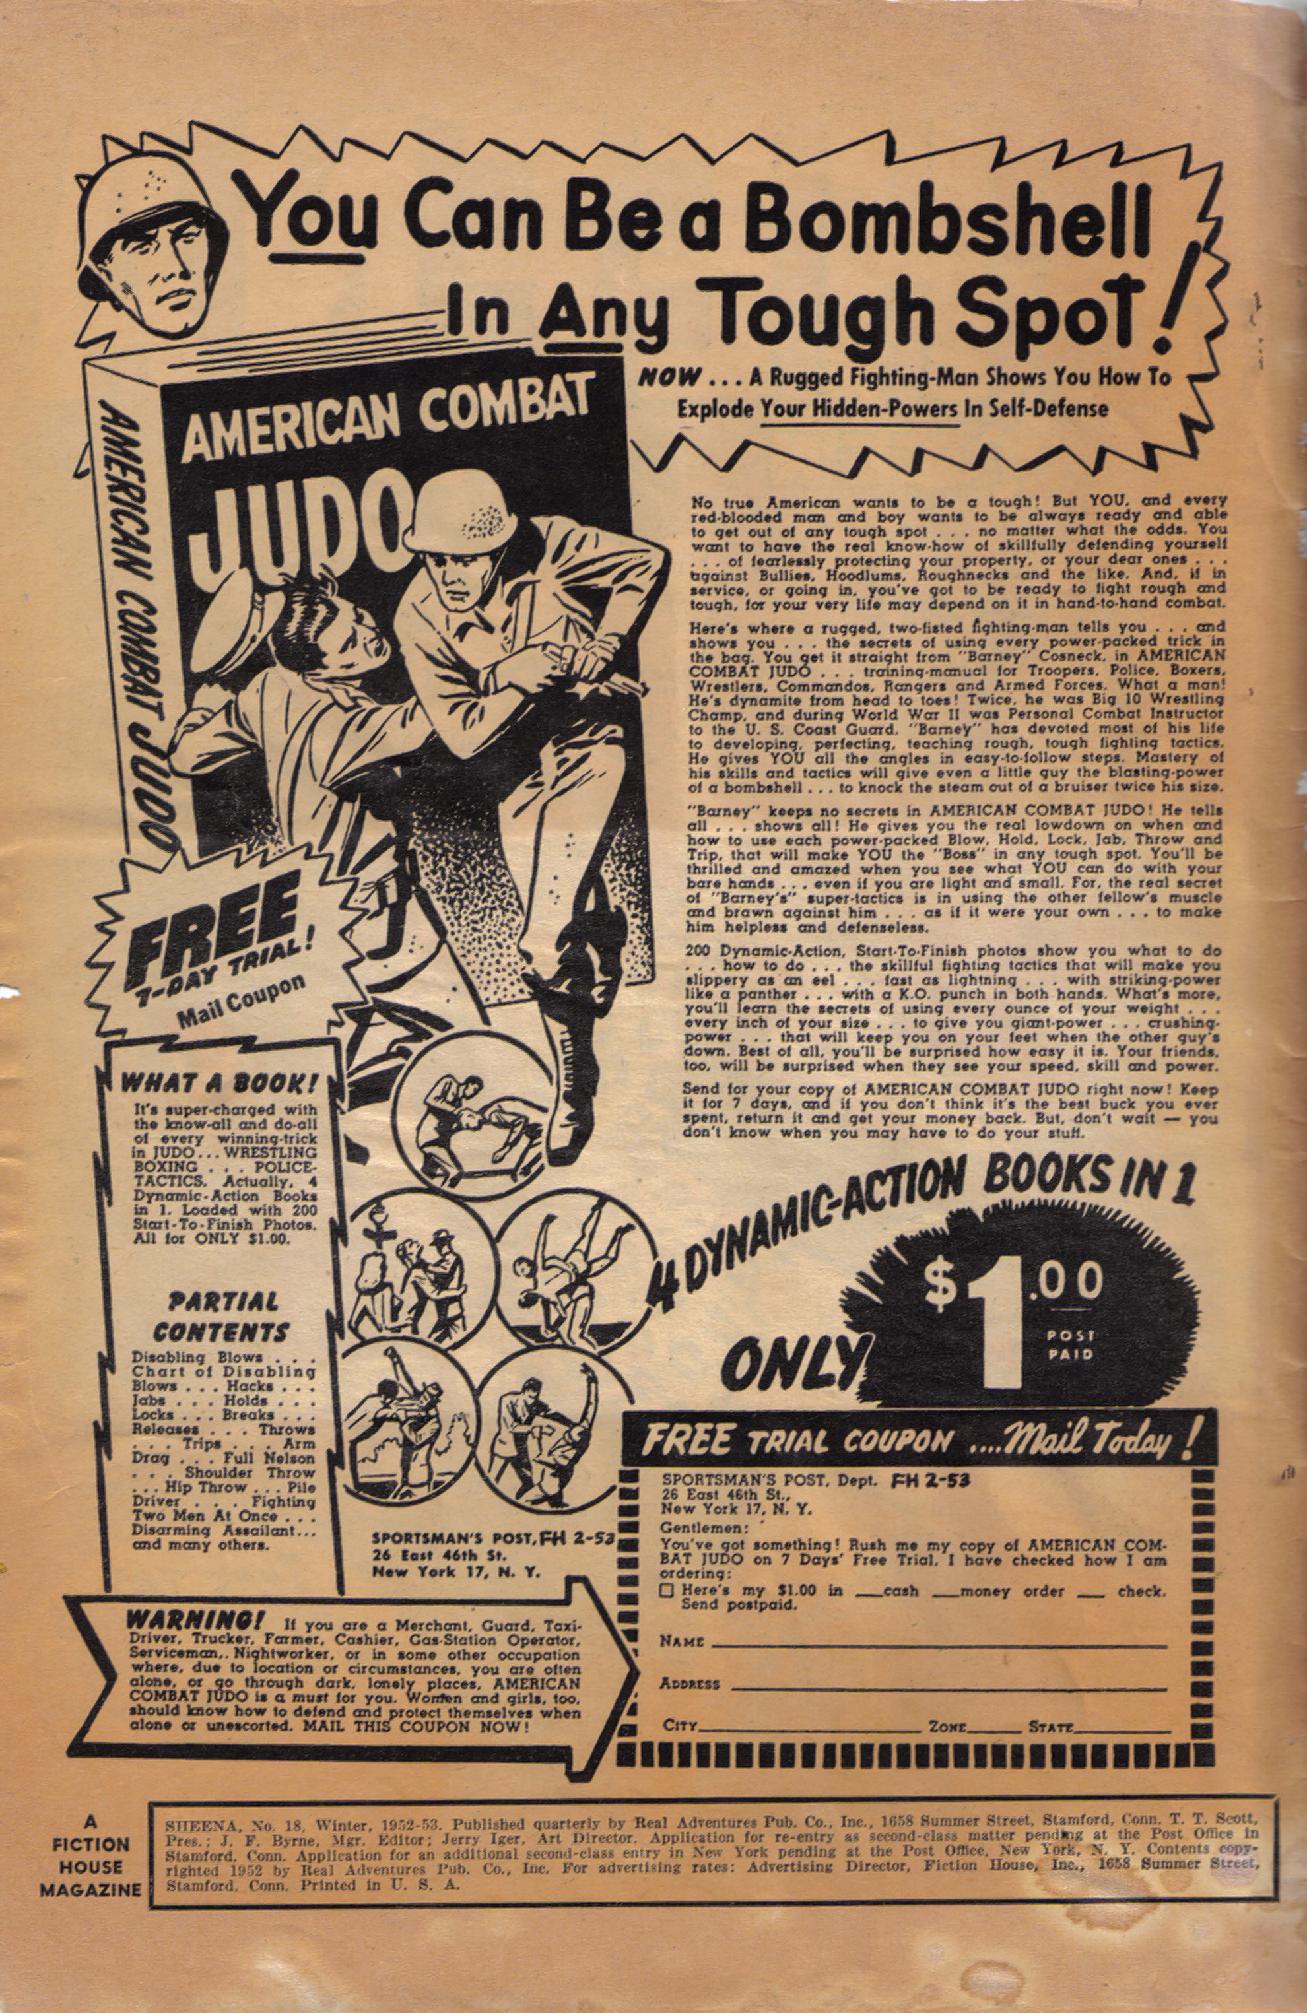 You Can Be a Bombshell
In Any Tough Spot!
NOW ... A Rugged Fighting-Man Shows You How To
Explode Your Hidden-Powers In Self-Defense
AMERICAN COMBAT
JUDO
AMERICAN COMBAT JUDO
No true American wants to be a tough! But YOU, and every
red-blooded man and boy wants to be always ready and able
to get out of any tough spot . . . no matter what the odds. You
want to have the real know-how of skillfully defending yourself
. . . of fearlessly protecting your property, or your dear ones . . .
against Bullies, Hoodlums, Roughnecks and the like. And, if in
service, or going in, you've got to be ready to fight rough and
tough, for your very life may depend on it in hand-to-hand combat.
Here's where a rugged, two-fisted fighting-man tells you . . . and
shows you . . . the secrets of using every power-packed trick in
the bag. You get it straight from "Barney" Cosneck, in AMERICAN
COMBAT JUDO . . . training-manual for Troopers, Police, Boxers,
Wrestlers, Commandos, Rangers and Armed Forces. What a man!
He's dynamite from head to toes! Twice, he was Big 10 Wrestling
Champ, and during World War II was Personal Combat Instructor
to the U. S. Coast Guard. "Barney" has devoted most of his life
to developing, perfecting, teaching rough, tough fighting tactics.
He gives YOU all the angles in easy-to-follow steps. Mastery of
his skills and tactics will give even a little guy the blasting-power
of a bombshell . . . to knock the steam out of a bruiser twice his size.
"Barney" keeps no secrets in AMERICAN COMBAT JUDO! He tells
all . . . shows all! He gives you the real lowdown on when and
how to use each power-packed Blow, Hold, Lock, Jab, Throw and
Trip, that will make YOU the "Boss" in any tough spot. You'll be
thrilled and amazed when you see what YOU can do with your
bare hands . . . even if you are light and small. For, the real secret
of "Barney's" super-tactics is in using the other fellow's muscle
and brawn against him . . . as if it were your own . . . to make
him helpless and defenseless.
200 Dynamic-Action, Start-To-Finish photos show you what to do
. . . how to do . . . the skillful fighting tactics that will make you
slippery as an eel . . . fast as lightning . . . with striking-power
like a panther . . . with a K.O. punch in both hands. What's more,
you'll learn the secrets of using every ounce of your weight . . .
every inch of your size . . . to give you giant-power . . . crushing-
power . . . that will keep you on your feet when the other guy's
down. Best of all, you'll be surprised how easy it is. Your friends,
too, will be surprised when they see your speed, skill and power.
Send for your copy of AMERICAN COMBAT JUDO right now! Keep
it for 7 days, and if you don't think it's the best buck you ever
spent, return it and get your money back. But, don't wait — you
don't know when you may have to do your stuff.
FREE
7-DAY TRIAL!
Mail Coupon
WHAT A BOOK!
It's super-charged with
the know-all and do-all
of every winning-trick
in JUDO...WRESTLING
BOXING . . . POLICE-
TACTICS. Actually, 4
Dynamic-Action Books
in 1. Loaded with 200
Start-To-Finish Photos.
All for ONLY $1.00.
PARTIAL
CONTENTS
Disabling Blows . . .
Chart of Disabling
Blows . . . Hacks . . .
Jabs . . . Holds . . .
Locks . . . Breaks . . .
Releases . . . Throws
. . . Trips . . . Arm
Drag . . . Full Nelson
. . . Shoulder Throw
. . . Hip Throw . . . Pile
Driver . . . Fighting
Two Men At Once . . .
Disarming Assailant...
and many others.
SPORTSMAN'S POST, FH 2-53
26 East 46th St.
New York 17, N. Y.
4 DYNAMIC-ACTION BOOKS IN 1
ONLY $1.00
POST
PAID
FREE TRIAL COUPON ....Mail Today!
SPORTSMAN'S POST, Dept. FH 2-53
26 East 46th St.,
New York 17, N. Y.
Gentlemen:
You've got something! Rush me my copy of AMERICAN COM-
BAT JUDO on 7 Days' Free Trial. I have checked how I am
ordering:
☐ Here's my $1.00 in __cash __money order __ check.
Send postpaid.
NAME
ADDRESS
CITY ZONE STATE
WARNING! If you are a Merchant, Guard, Taxi-
Driver, Trucker, Farmer, Cashier, Gas-Station Operator,
Serviceman,. Nightworker, or in some other occupation
where, due to location or circumstances, you are often
alone, or go through dark, lonely places, AMERICAN
COMBAT JUDO is a must for you. Women and girls, too,
should know how to defend and protect themselves when
alone or unescorted. MAIL THIS COUPON NOW!
A
FICTION
HOUSE
MAGAZINE
SHEENA, No. 18, Winter, 1952-53. Published quarterly by Real Adventures Pub. Co., Inc., 1658 Summer Street, Stamford, Conn. T. T. Scott,
Pres.; J. F. Byrne, Mgr. Editor; Jerry Iger, Art Director. Application for re-entry as second-class matter pending at the Post Office in
Stamford, Conn. Application for an additional second-class entry in New York pending at the Post Office, New York, N. Y. Contents copy-
righted 1952 by Real Adventures Pub. Co., Inc. For advertising rates: Advertising Director, Fiction House, Inc., 1658 Summer Street,
Stamford, Conn. Printed in U. S. A.